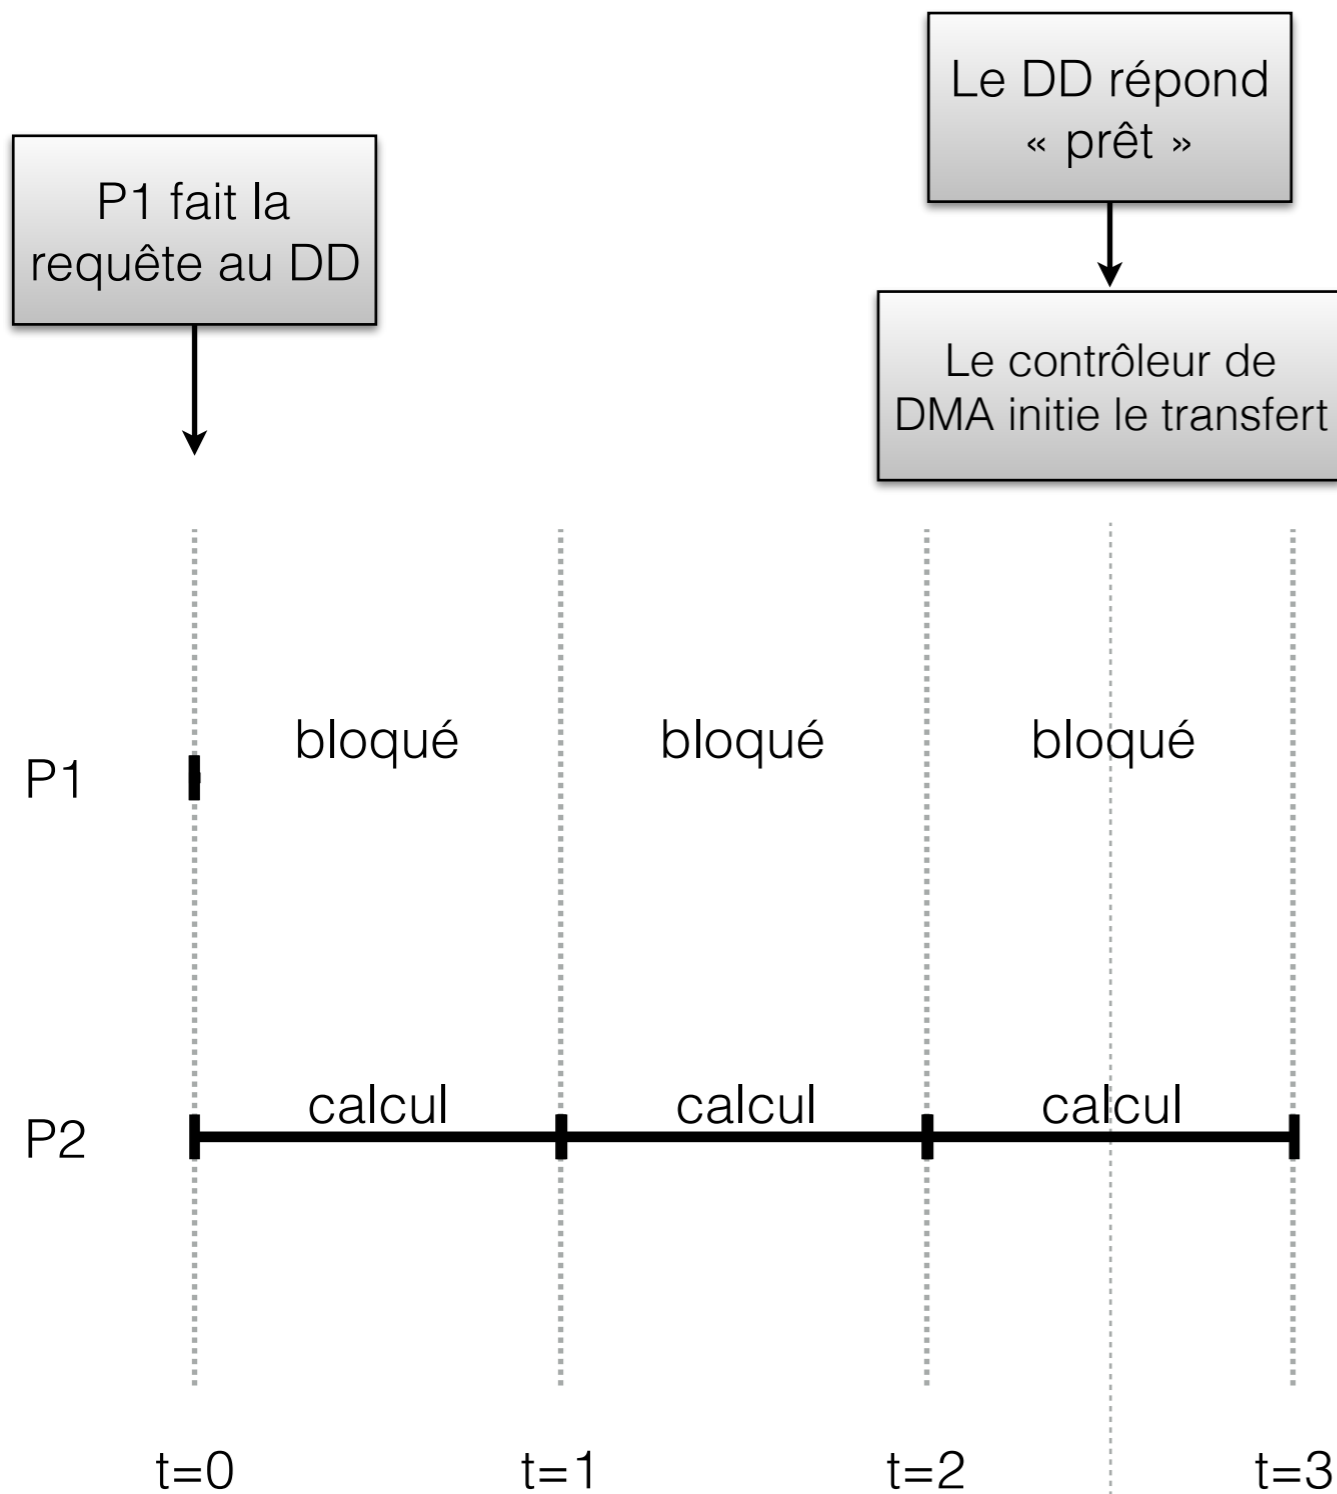 Le DD répond
« prêt »
P1 fait la
requête au DD
Le contrôleur de
DMA initie le transfert
bloqué
bloqué
bloqué
P1
calcul
calcul
calcul
P2
t=0
t=1
t=2
t=3